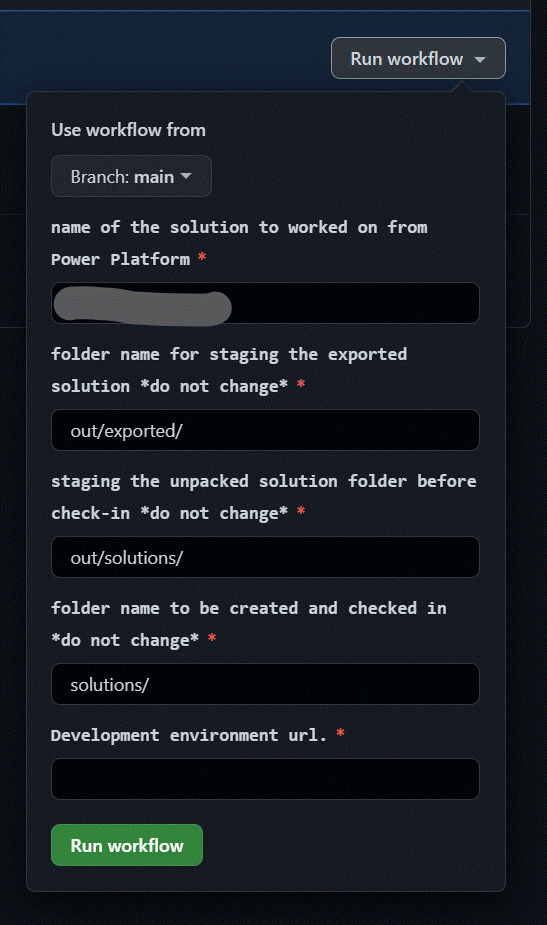 Run workflow
Use workflow from
Branch: main
name of the solution to worked on from
Power Platform *
folder name for staging the exported
solution *do not change* *
out/exported/
staging the unpacked solution folder before
check-in *do not change* *
out/solutions/
folder name to be created and checked in
*do not change* *
solutions/
Development environment url. *
Run workflow